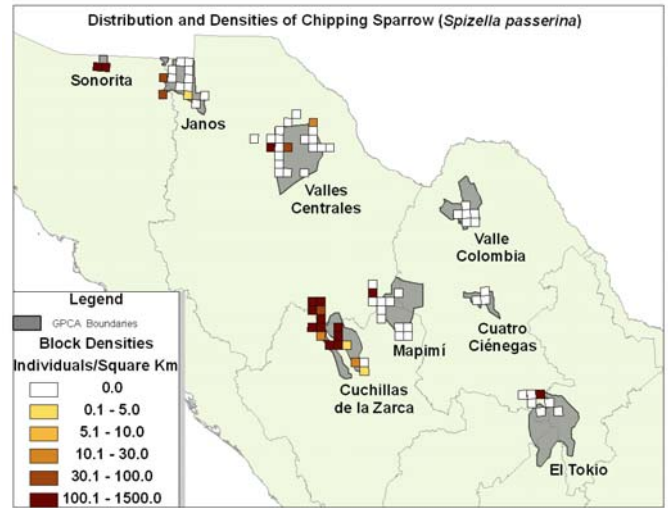 Distribution and Densities of Chipping Sparrow (Spizella passerina)
Sonorita
Janos
Valles
Centrales
Valle
Colombia
Cuatro
Ciénegas
Mapimí
Cuchillas
de la Zarca
El Tokio
Legend
GPCA Boundaries
Block Densities
Individuals/Square Km
0.0
0.1 - 5.0
5.1 - 10.0
10.1 - 30.0
30.1 - 100.0
100.1 - 1500.0